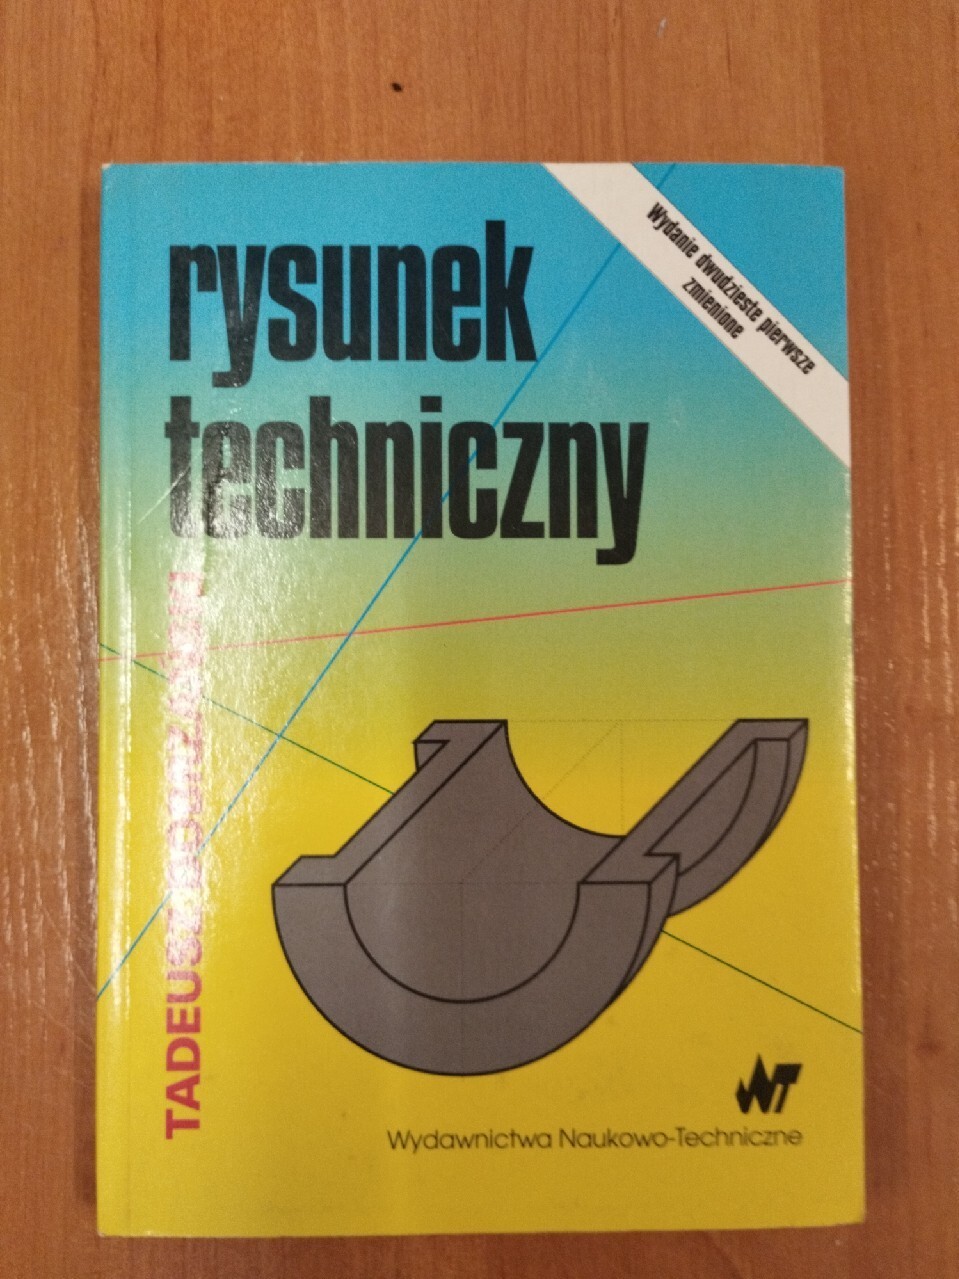 Wydanie dwudzieste pierwsze
zmienione
rysunek
techniczny
TADEUSZ
WNT
Wydawnictwa Naukowo-Techniczne